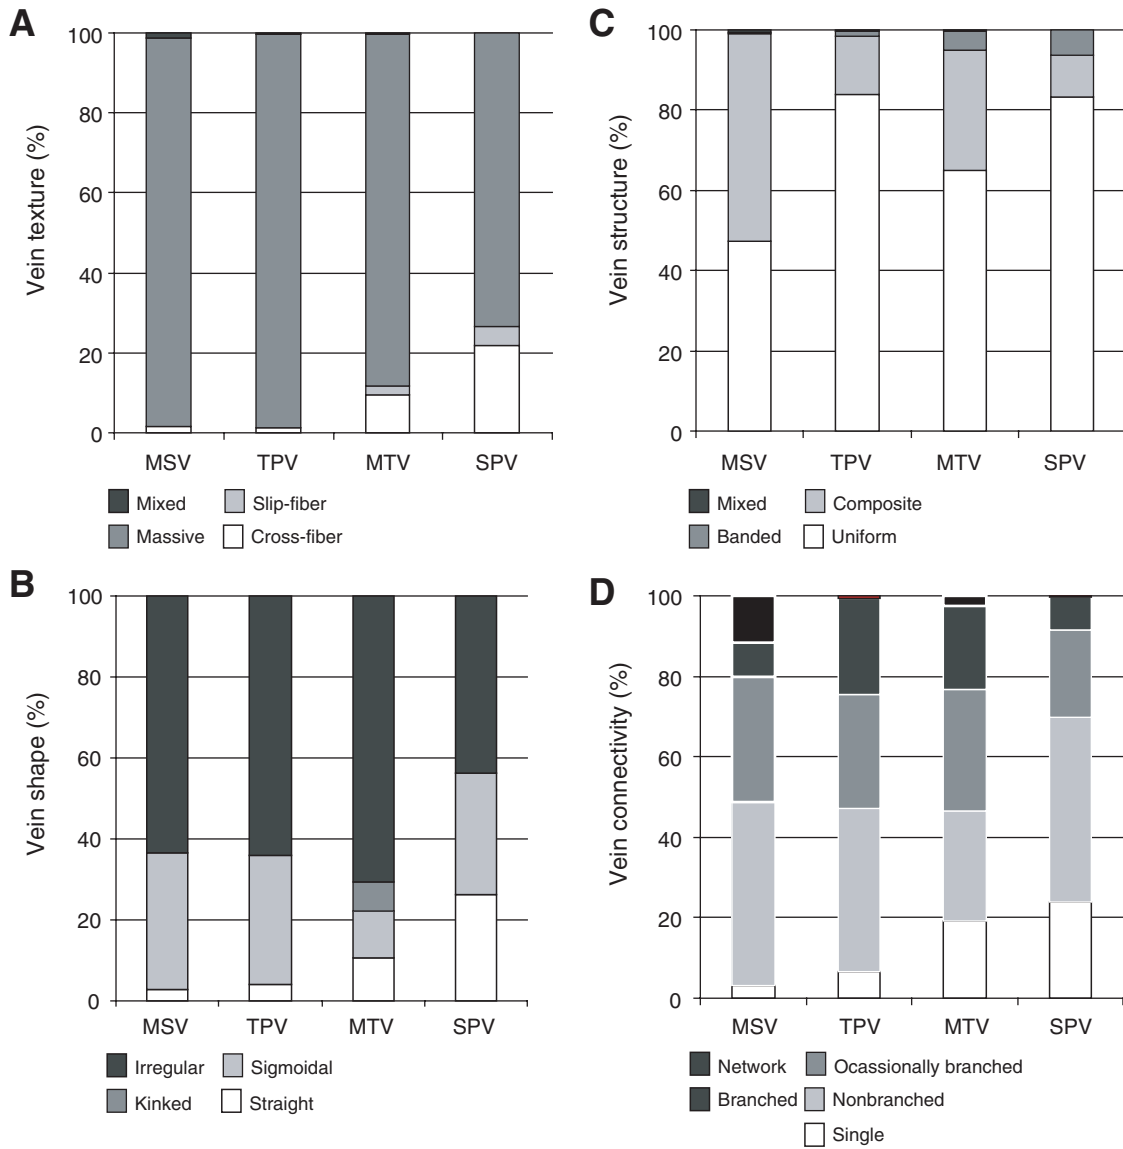 A
Vein texture (%)
100
80
60
40
20
0
MSV TPV MTV SPV
Mixed Slip-fiber
Massive Cross-fiber
C
Vein structure (%)
100
80
60
40
20
0
MSV TPV MTV SPV
Mixed Composite
Banded Uniform
B
Vein shape (%)
100
80
60
40
20
0
MSV TPV MTV SPV
Irregular Sigmoidal
Kinked Straight
D
Vein connectivity (%)
100
80
60
40
20
0
MSV TPV MTV SPV
Network Ocassionally branched
Branched Nonbranched
Single